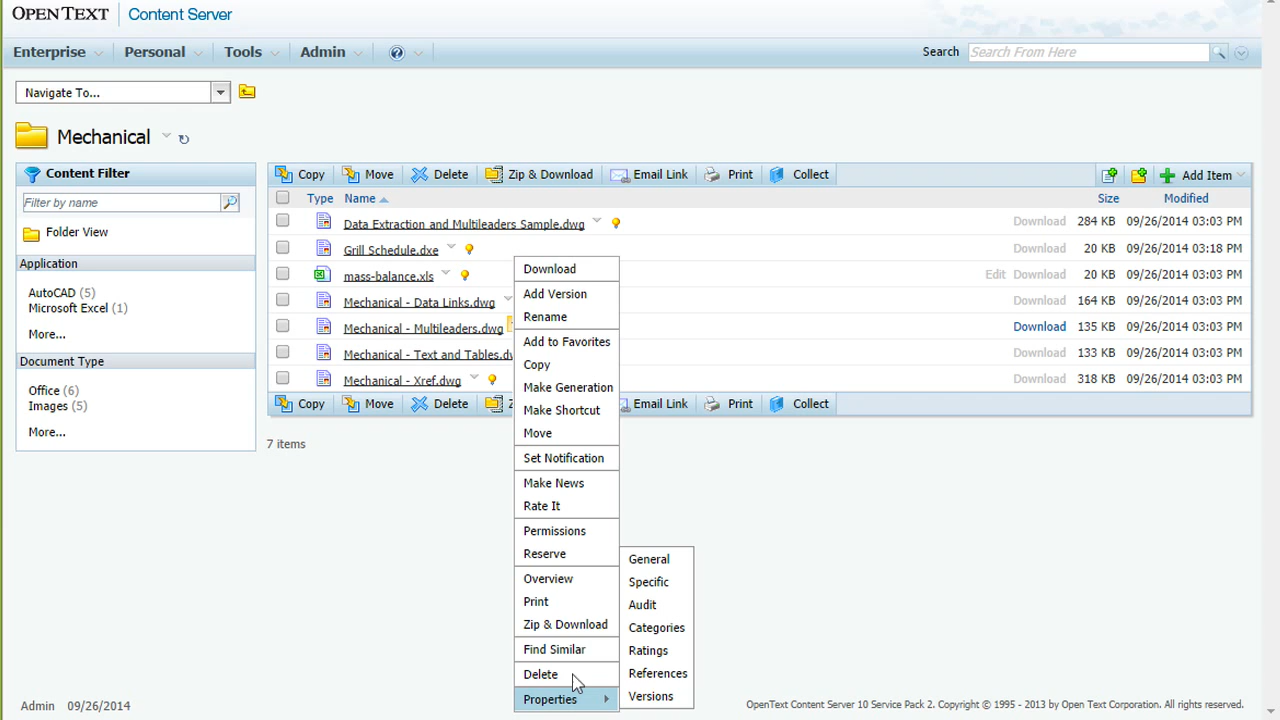 OPENTEXT | Content Server
Enterprise Personal Tools Admin ? Search Search From Here
Navigate To...
Mechanical
Content Filter
Filter by name
Folder View
Application
AutoCAD (5)
Microsoft Excel (1)
More...
Document Type
Office (6)
Images (5)
More...
Copy Move Delete Zip & Download Email Link Print Collect Add Item
Type Name Size Modified
Data Extraction and Multileaders Sample.dwg Download 284 KB 09/26/2014 03:03 PM
Grill Schedule.dxe Download 20 KB 09/26/2014 03:18 PM
mass-balance.xls Edit Download 20 KB 09/26/2014 03:03 PM
Mechanical - Data Links.dwg Download 164 KB 09/26/2014 03:03 PM
Mechanical - Multileaders.dwg Download 135 KB 09/26/2014 03:03 PM
Mechanical - Text and Tables.dw Download 133 KB 09/26/2014 03:03 PM
Mechanical - Xref.dwg Download 318 KB 09/26/2014 03:03 PM
Copy Move Delete Email Link Print Collect
7 items
Download
Add Version
Rename
Add to Favorites
Copy
Make Generation
Make Shortcut
Move
Set Notification
Make News
Rate It
Permissions
Reserve
Overview
Print
Zip & Download
Find Similar
Delete
Properties
General
Specific
Audit
Categories
Ratings
References
Versions
Admin 09/26/2014
OpenText Content Server 10 Service Pack 2. Copyright © 1995 - 2013 by Open Text Corporation. All rights reserved.